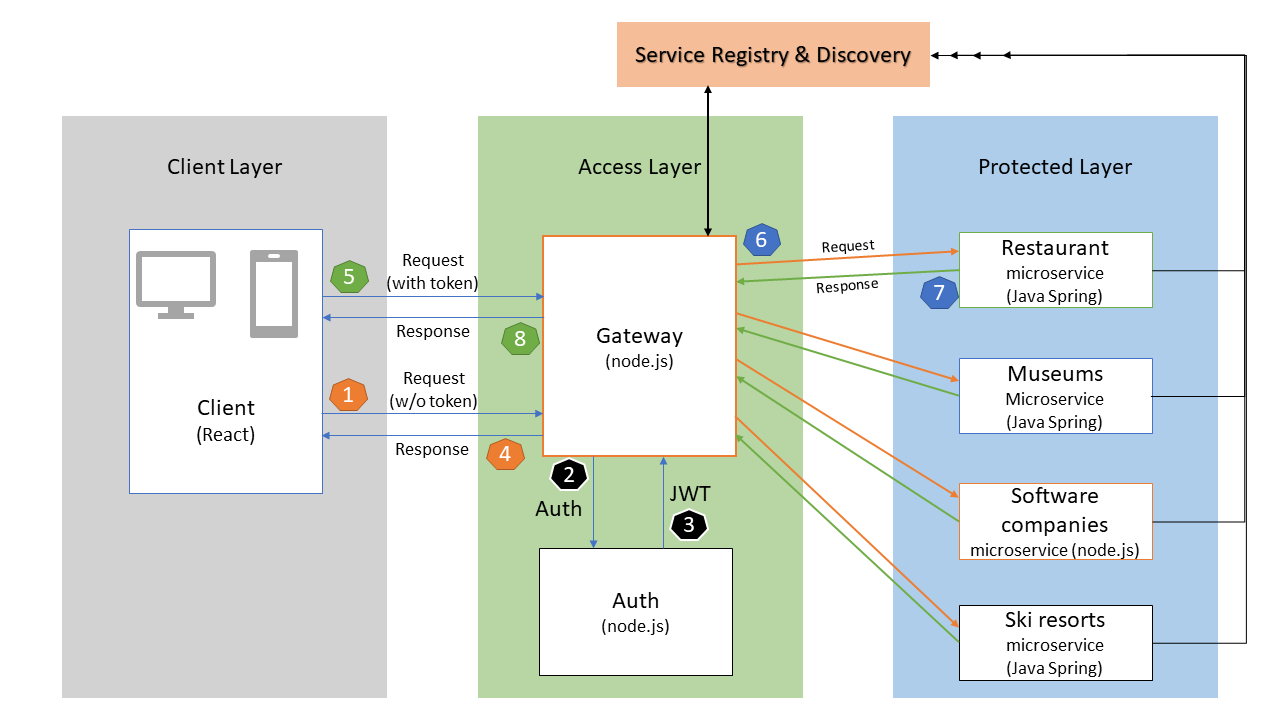 Service Registry & Discovery
Client Layer
Access Layer
Protected Layer
5
Request
(with token)
Response
8
1
Request
(w/o token)
Response
4
Client
(React)
Gateway
(node.js)
2
Auth
JWT
3
Auth
(node.js)
6
Request
Response
7
Restaurant
microservice
(Java Spring)
Museums
Microservice
(Java Spring)
Software
companies
microservice (node.js)
Ski resorts
microservice
(Java Spring)